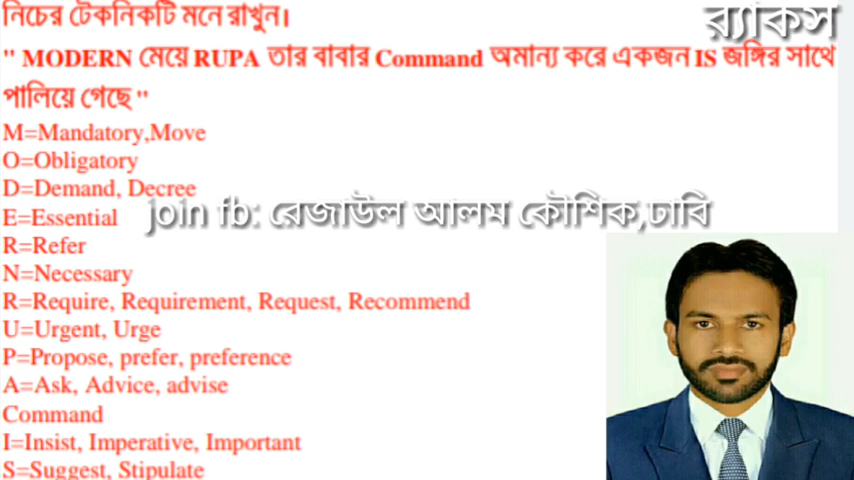 নিচের টেকনিকটি মনে রাখুন।
র‍্যাকস
" MODERN মেয়ে RUPA তার বাবার Command অমান্য করে একজন IS জঙ্গির সাথে
পালিয়ে গেছে "
M=Mandatory,Move
O=Obligatory
D=Demand, Decree
E=Essential
join fb: রেজাউল আলম কৌশিক,ঢাবি
R=Refer
N=Necessary
R=Require, Requirement, Request, Recommend
U=Urgent, Urge
P=Propose, prefer, preference
A=Ask, Advice, advise
Command
I=Insist, Imperative, Important
S=Suggest, Stipulate